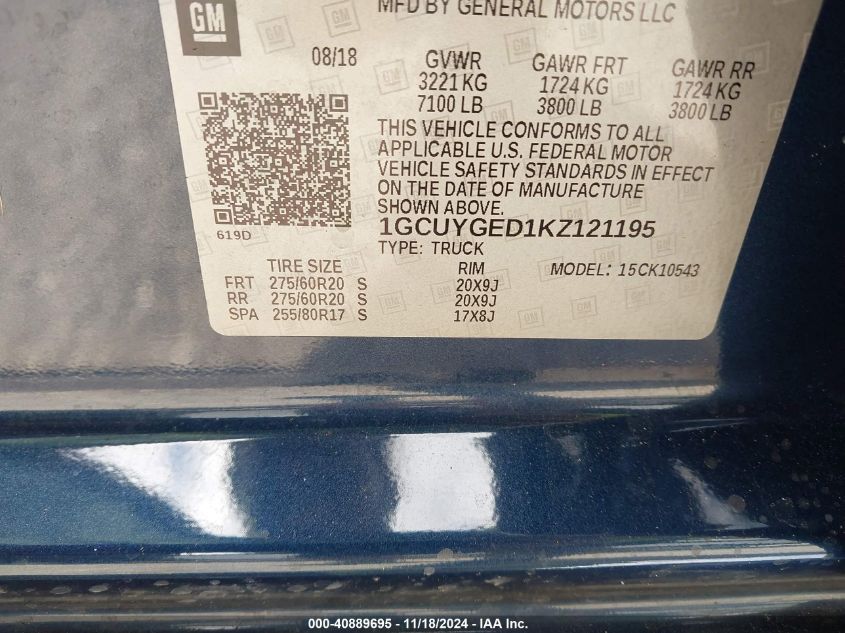 GM
MFD BY GENERAL MOTORS LLC
08/18
GVWR GAWR FRT GAWR RR
3221 KG 1724 KG 1724 KG
7100 LB 3800 LB 3800 LB
THIS VEHICLE CONFORMS TO ALL
APPLICABLE U.S. FEDERAL MOTOR
VEHICLE SAFETY STANDARDS IN EFFECT
ON THE DATE OF MANUFACTURE
SHOWN ABOVE.
619D
1GCUYGED1KZ121195
TYPE: TRUCK
TIRE SIZE RIM MODEL: 15CK10543
FRT 275/60R20 S 20X9J
RR 275/60R20 S 20X9J
SPA 255/80R17 S 17X8J
000-40889695 - 11/18/2024 - IAA Inc.